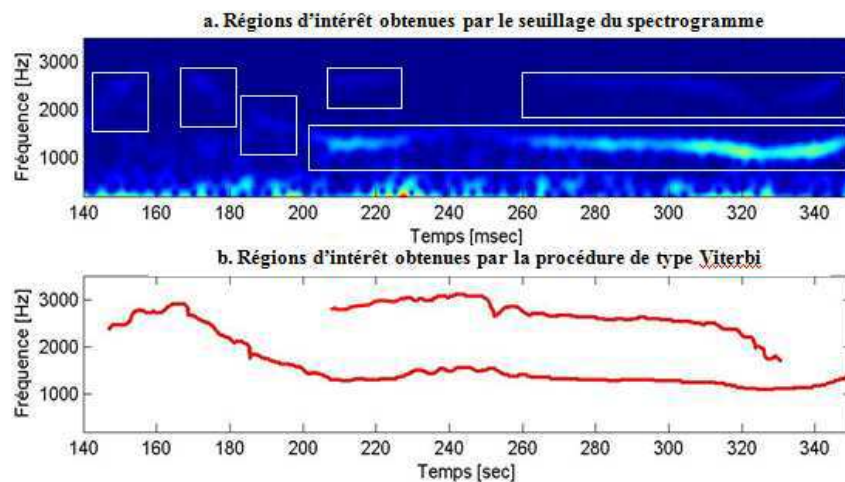 a. Régions d'intérêt obtenues par le seuillage du spectrogramme
Fréquence [Hz]
3000
2000
1000
140 160 180 200 220 240 260 280 300 320 340
Temps [msec]
b. Régions d'intérêt obtenues par la procédure de type Viterbi
Fréquence [Hz]
3000
2000
1000
140 160 180 200 220 240 260 280 300 320 340
Temps [sec]